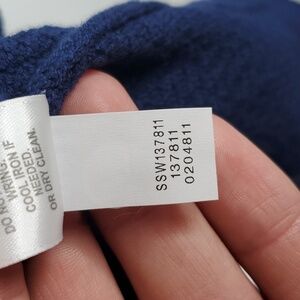 DO NOT WRING.
COOL IRON IF
NEEDED
OR DRY CLEAN.
SSW137811
137811
0204811